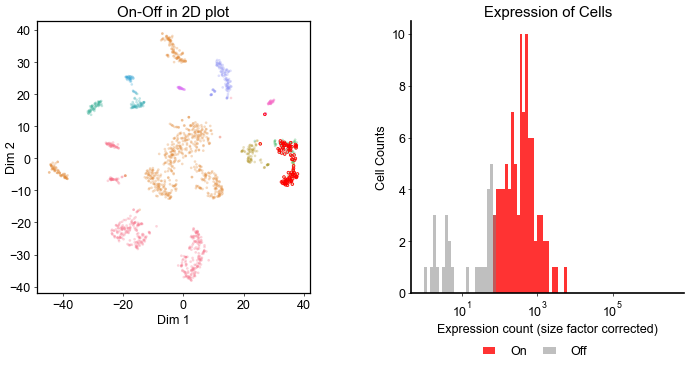 On-Off in 2D plot
40
30
20
10
0
−10
−20
−30
−40
Dim 2
−40
−20
0
20
40
Dim 1
Expression of Cells
10
8
6
4
2
0
Cell Counts
10^1
10^3
10^5
Expression count (size factor corrected)
On
Off